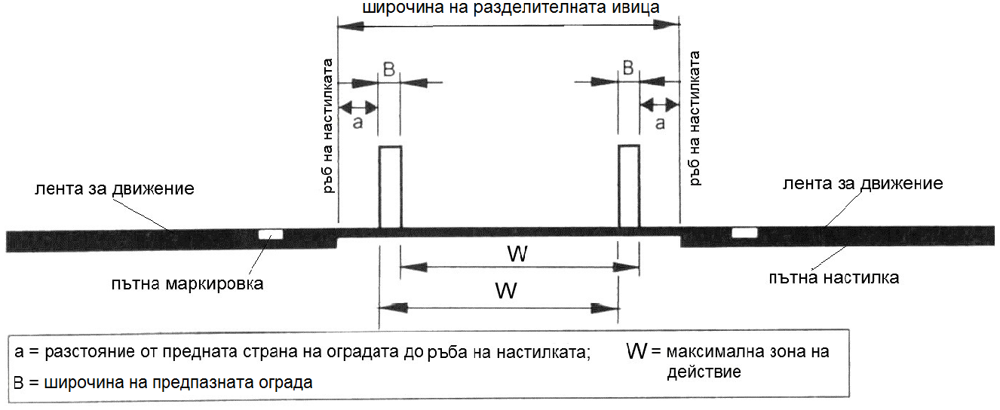 широчина на разделителната ивица
ръб на настилката
B
B
ръб на настилката
a
a
лента за движение
лента за движение
W
пътна маркировка
пътна настилка
W
a = разстояние от предната страна на оградата до ръба на настилката;
W = максимална зона на
действие
B = широчина на предпазната ограда